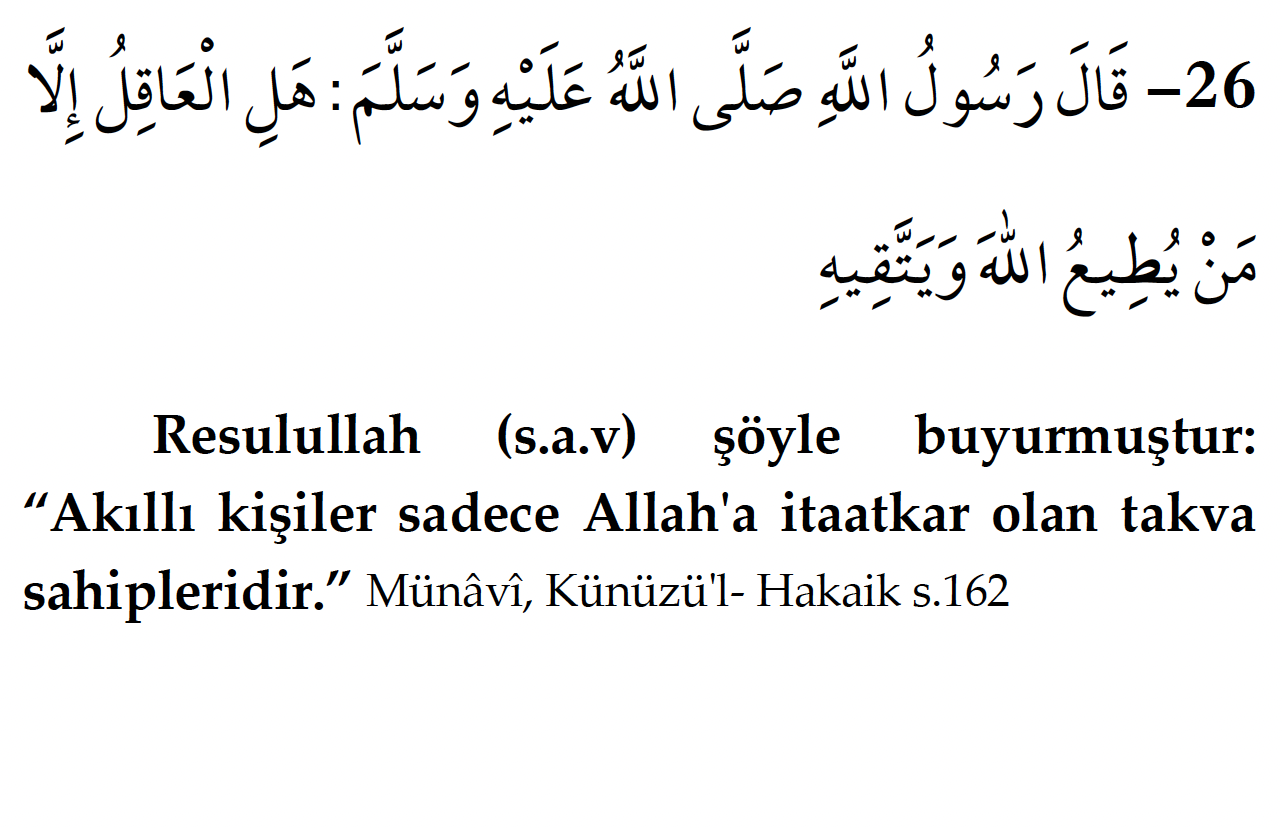 26– قَالَ رَسُولُ اللَّهِ صَلَّى اللَّهُ عَلَيْهِ وَسَلَّمَ: هَلِ الْعَاقِلُ إِلَّا
مَنْ يُطِيعُ اللّٰهَ وَيَتَّقِيهِ
Resulullah (s.a.v) şöyle buyurmuştur:
“Akıllı kişiler sadece Allah'a itaatkar olan takva
sahipleridir.” Münâvî, Künüzü'l- Hakaik s.162